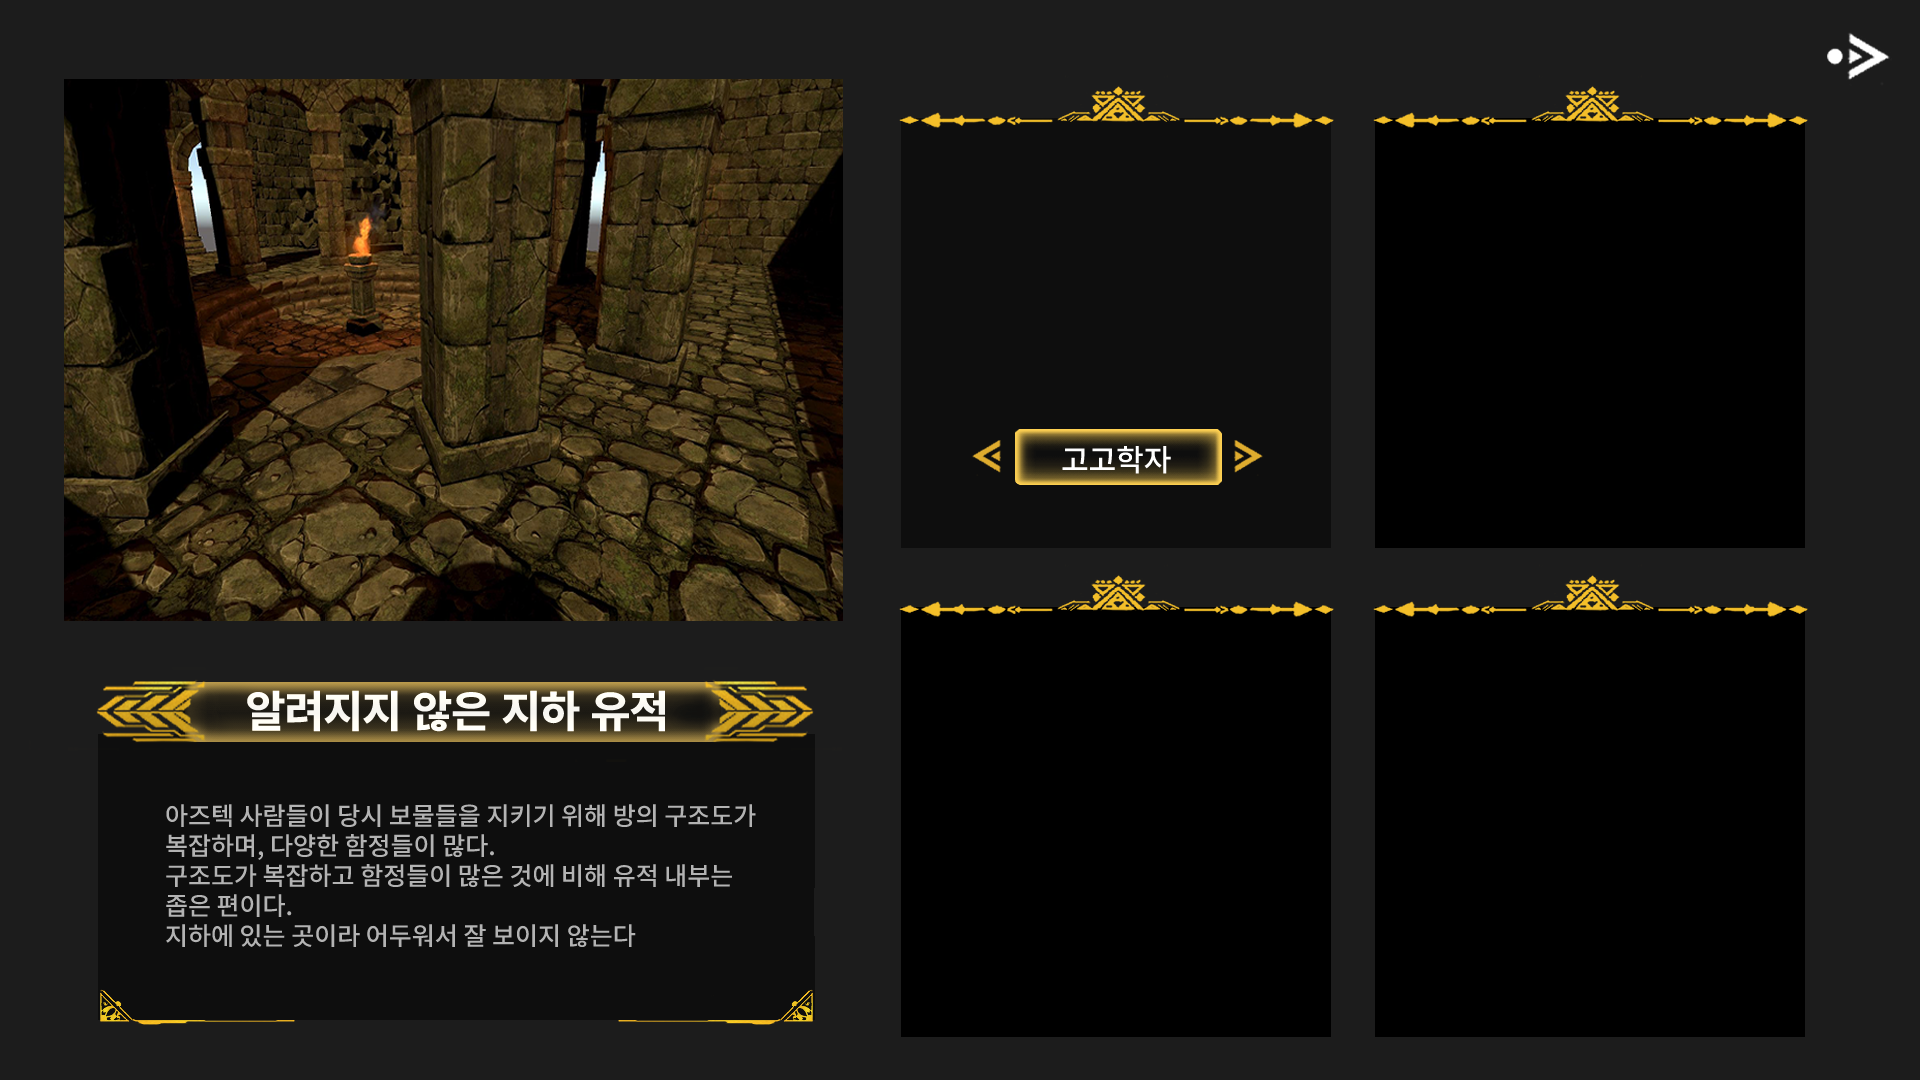 고고학자
알려지지 않은 지하 유적
아즈텍 사람들이 당시 보물들을 지키기 위해 방의 구조도가
복잡하며, 다양한 함정들이 많다.
구조도가 복잡하고 함정들이 많은 것에 비해 유적 내부는
좁은 편이다.
지하에 있는 곳이라 어두워서 잘 보이지 않는다